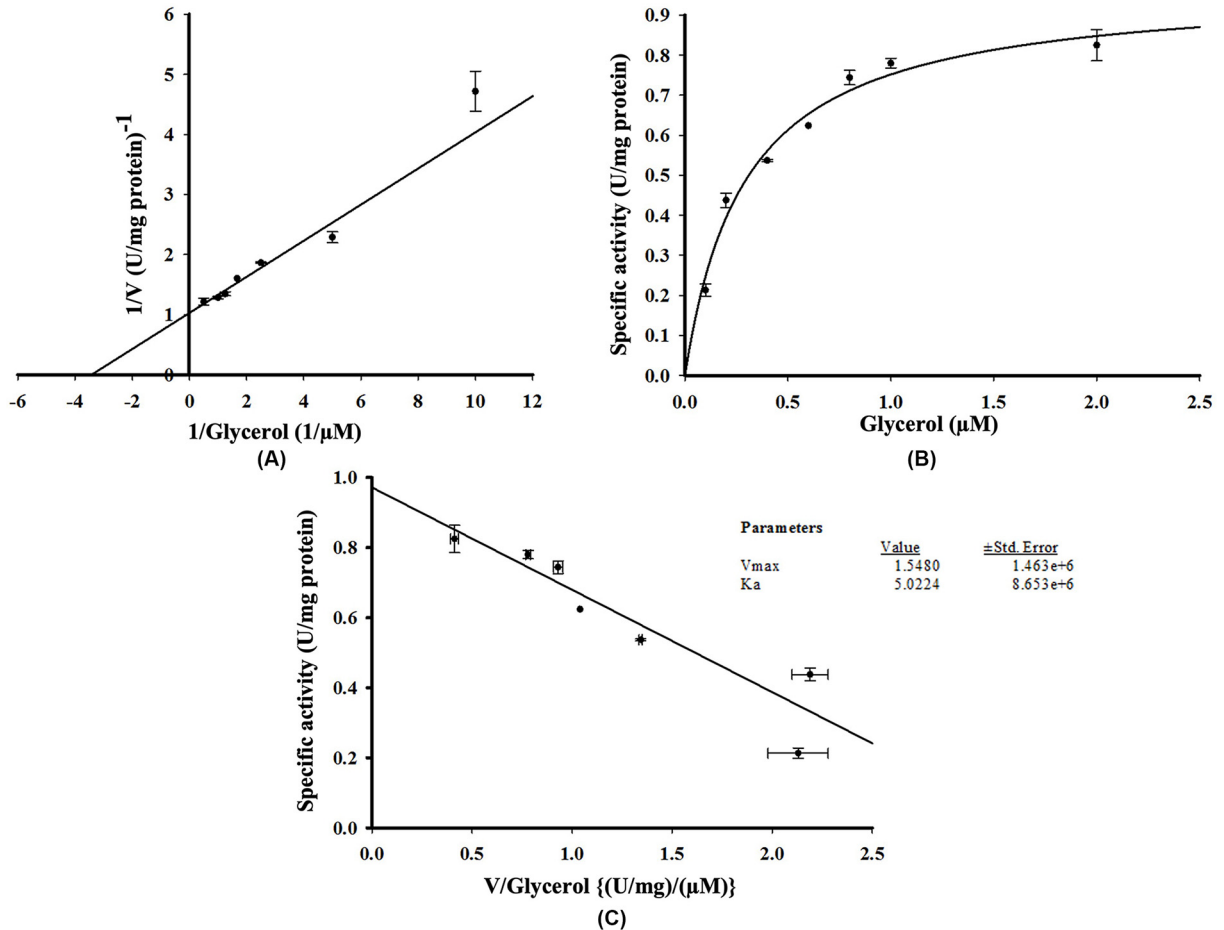 6
5
4
3
2
1
0
1/V (U/mg protein)-1
-6 -4 -2 0 2 4 6 8 10 12
1/Glycerol (1/µM)
(A)
0.9
0.8
0.7
0.6
0.5
0.4
0.3
0.2
0.1
0.0
Specific activity (U/mg protein)
0.0 0.5 1.0 1.5 2.0 2.5
Glycerol (µM)
(B)
1.0
0.8
0.6
0.4
0.2
0.0
Specific activity (U/mg protein)
0.0 0.5 1.0 1.5 2.0 2.5
V/Glycerol {(U/mg)/(µM)}
(C)
Parameters
Value ±Std. Error
Vmax 1.5480 1.463e+6
Ka 5.0224 8.653e+6